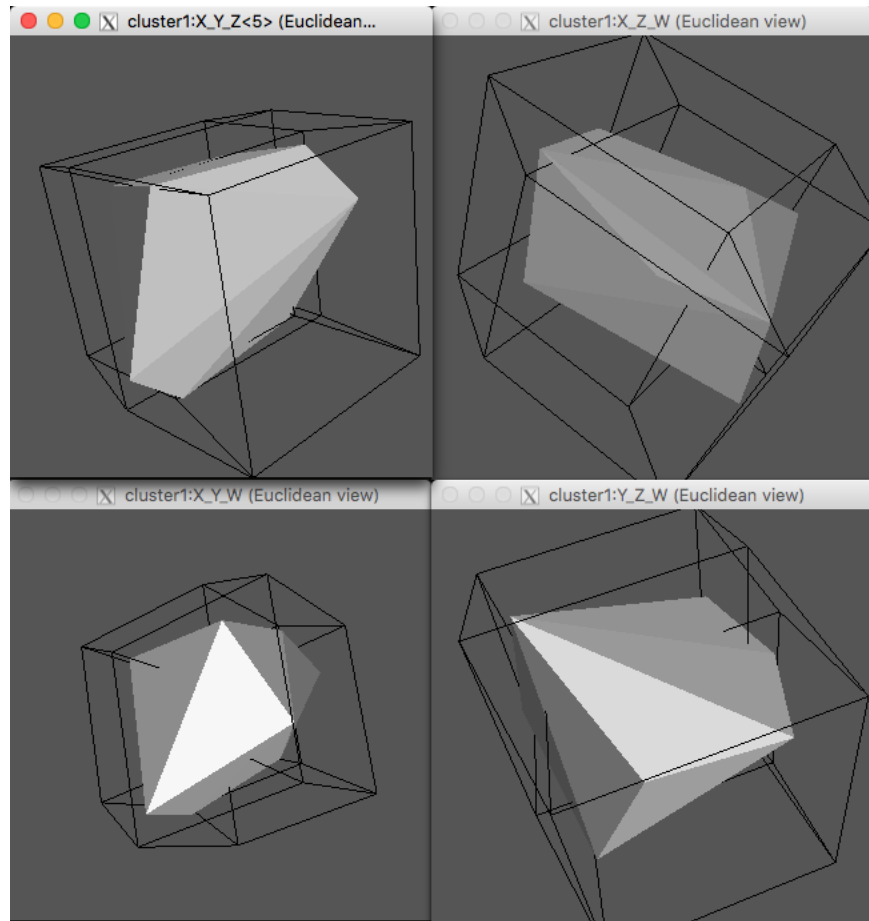 cluster1:X_Y_Z<5> (Euclidean...
cluster1:X_Z_W (Euclidean view)
cluster1:X_Y_W (Euclidean view)
cluster1:Y_Z_W (Euclidean view)